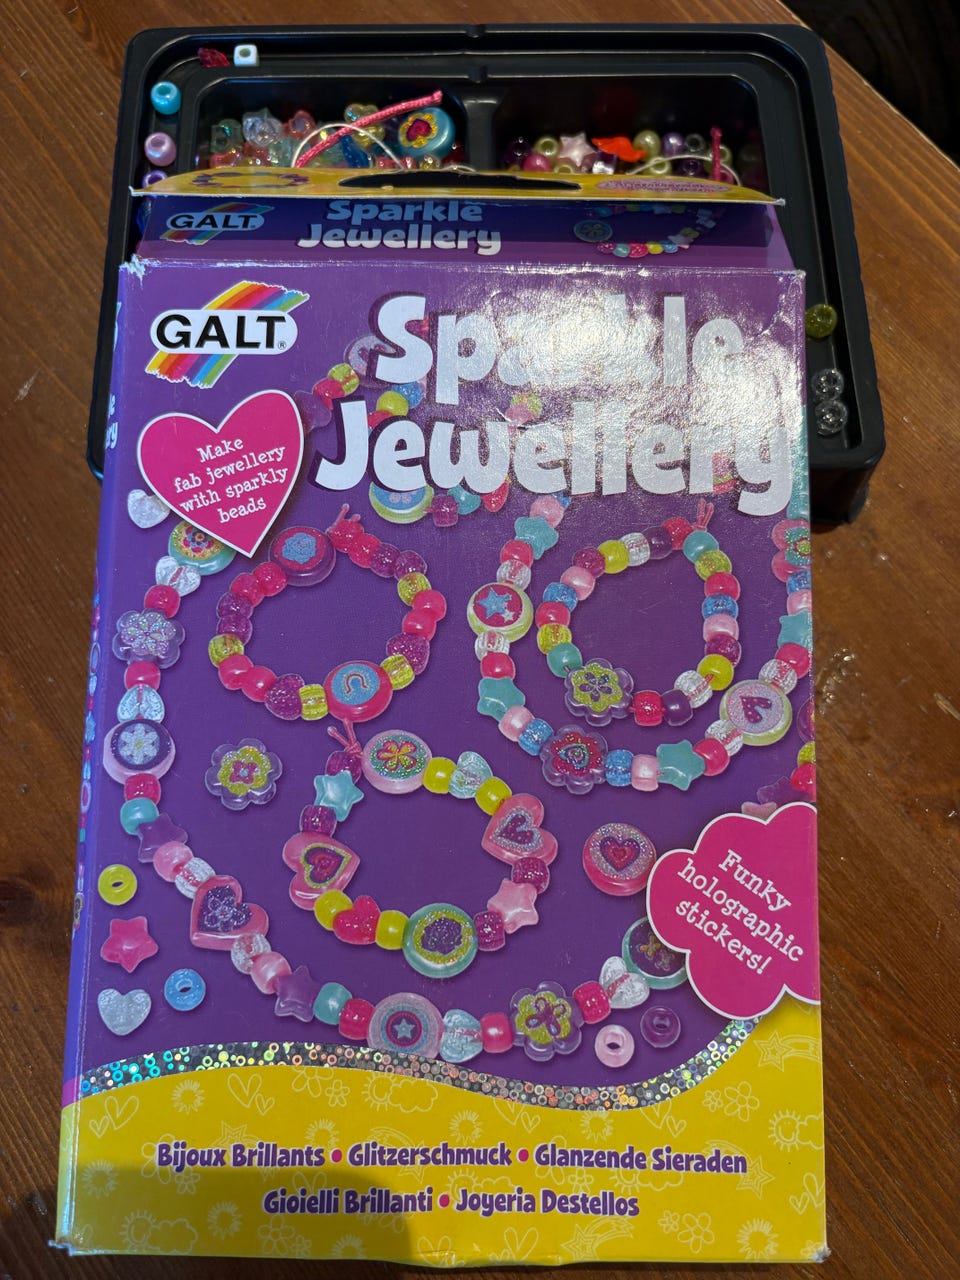 GALT
Sparkle
Jewellery
GALT®
Sparkle
Jewellery
Make
fab jewellery
with sparkly
beads
Funky
holographic
stickers!
Bijoux Brillants • Glitzerschmuck • Glanzende Sieraden
Gioielli Brillanti • Joyeria Destellos